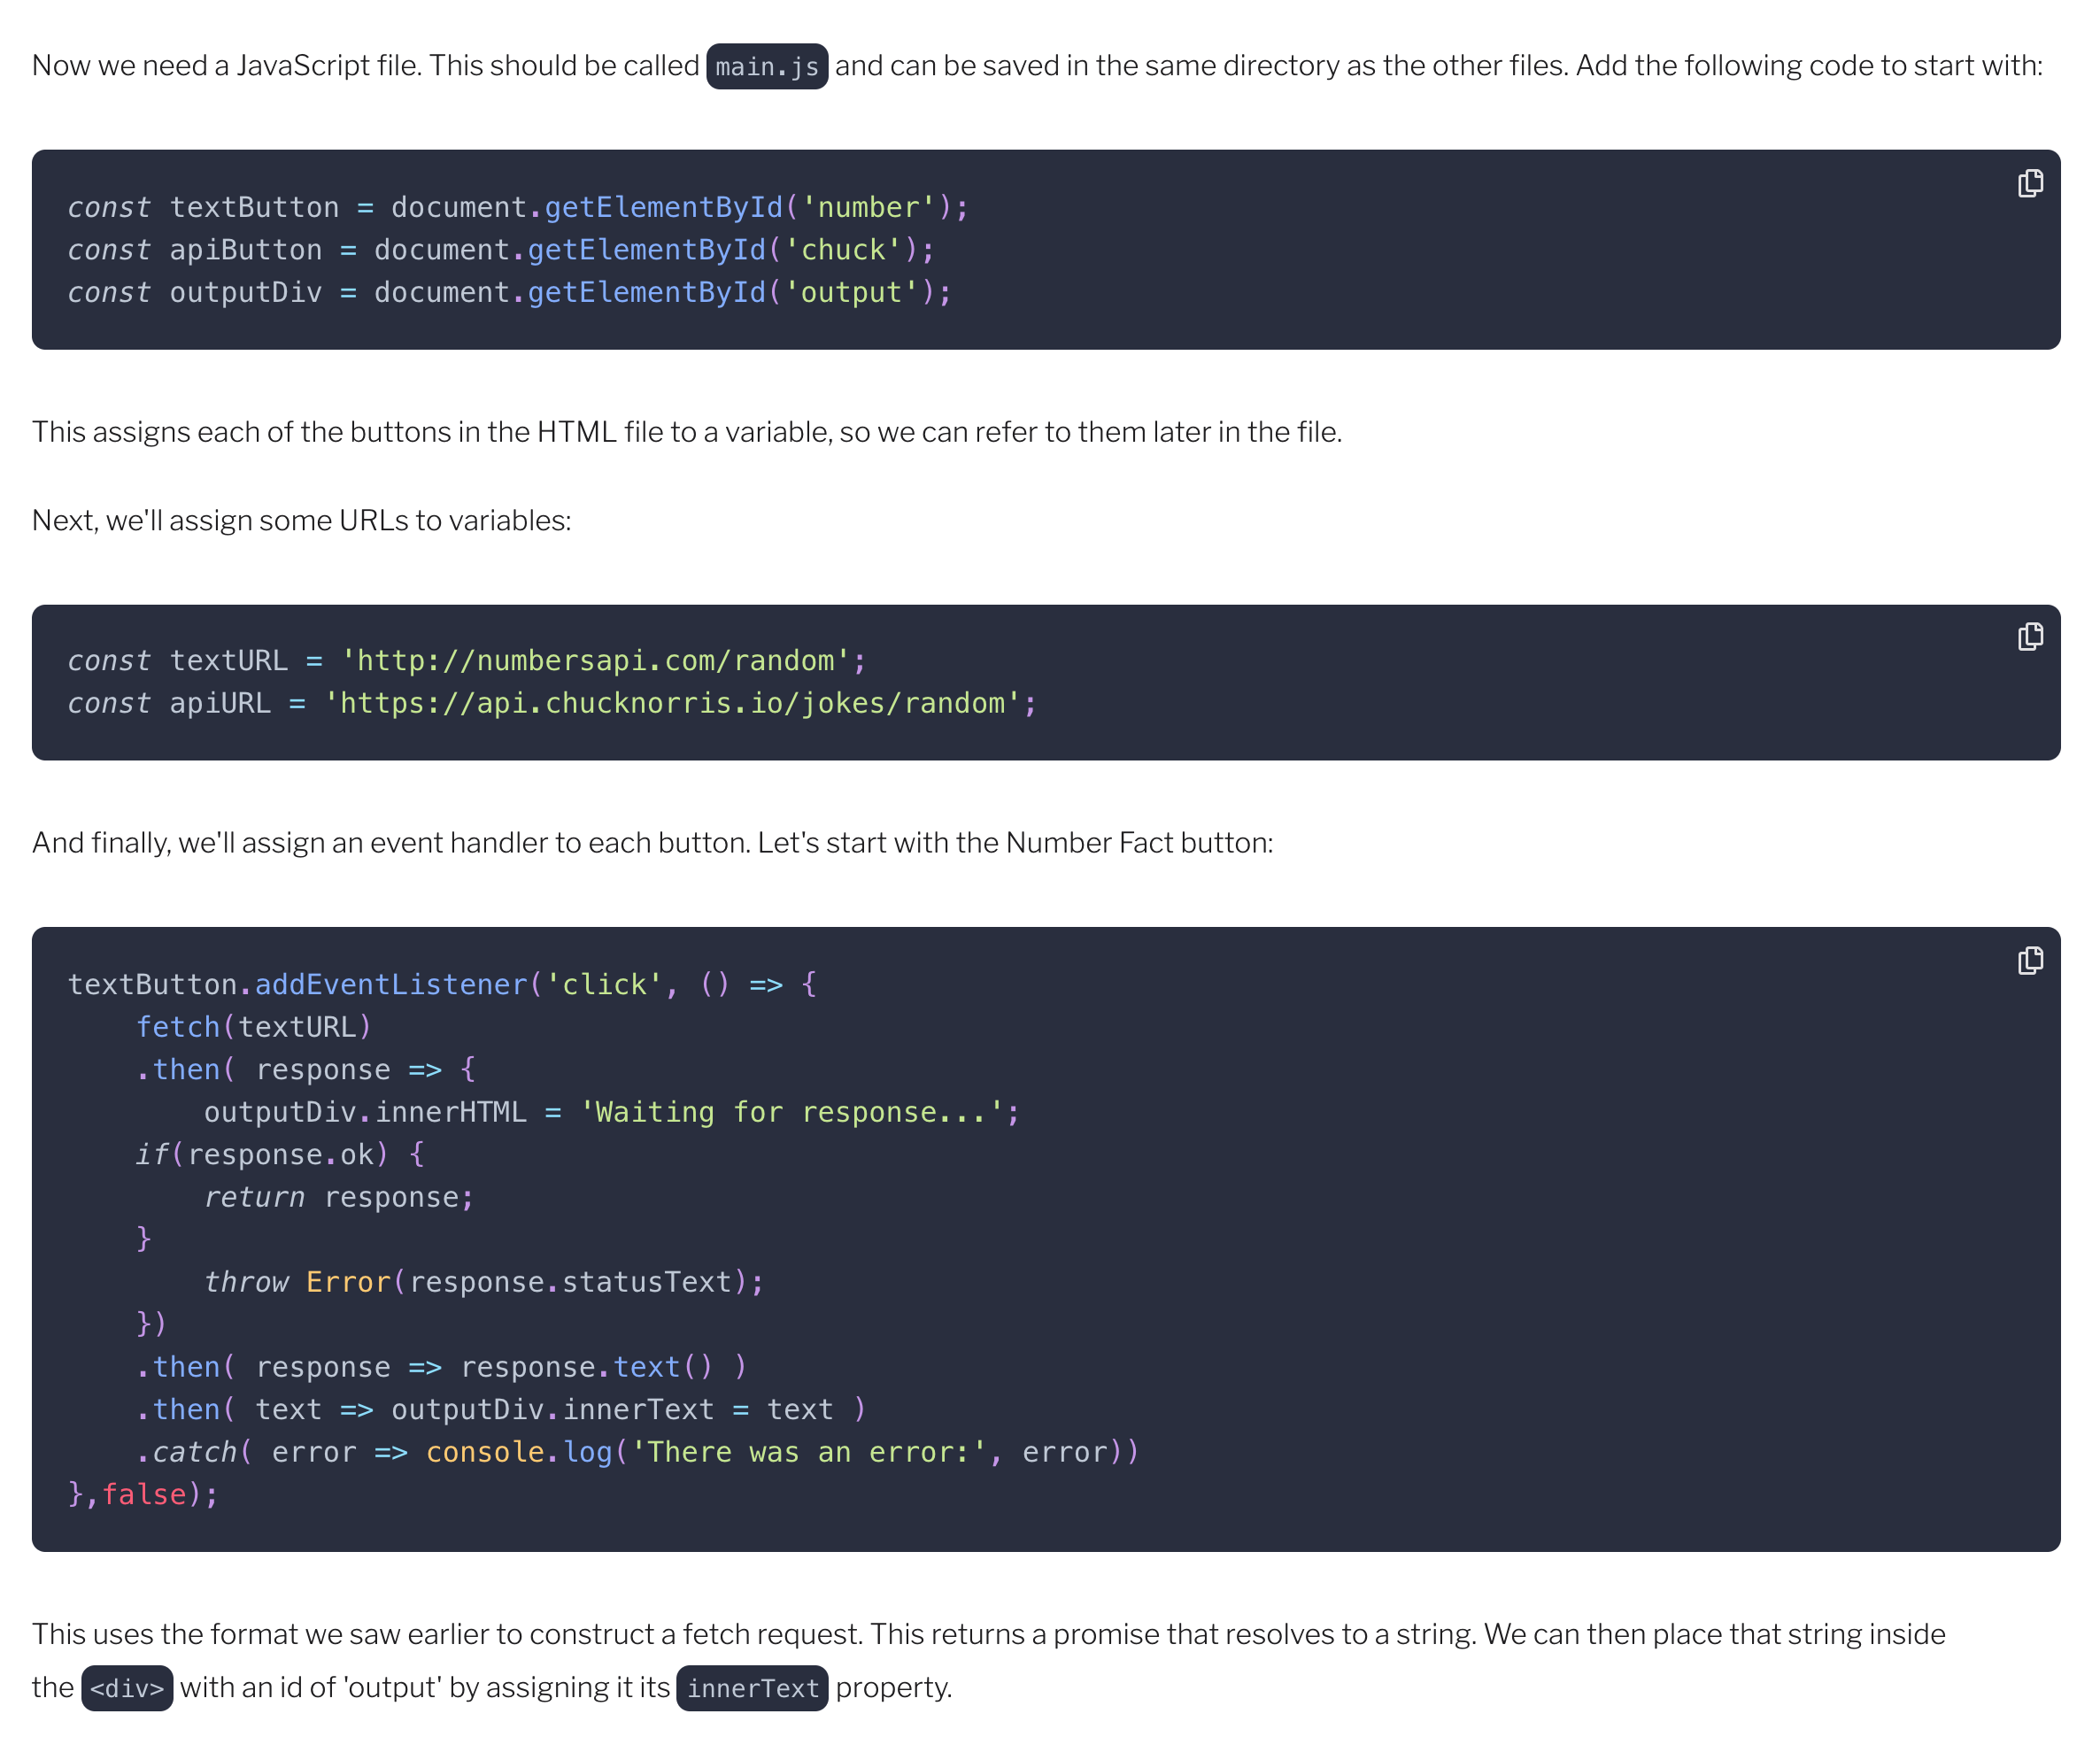 Now we need a JavaScript file. This should be called main.js and can be saved in the same directory as the other files. Add the following code to start with:
const textButton = document.getElementById('number');
const apiButton = document.getElementById('chuck');
const outputDiv = document.getElementById('output');
This assigns each of the buttons in the HTML file to a variable, so we can refer to them later in the file.
Next, we'll assign some URLs to variables:
const textURL = 'http://numbersapi.com/random';
const apiURL = 'https://api.chucknorris.io/jokes/random';
And finally, we'll assign an event handler to each button. Let's start with the Number Fact button:
textButton.addEventListener('click', () => {
    fetch(textURL)
    .then( response => {
        outputDiv.innerHTML = 'Waiting for response...';
    if(response.ok) {
        return response;
    }
        throw Error(response.statusText);
    })
    .then( response => response.text() )
    .then( text => outputDiv.innerText = text )
    .catch( error => console.log('There was an error:', error))
},false);
This uses the format we saw earlier to construct a fetch request. This returns a promise that resolves to a string. We can then place that string inside
the <div> with an id of 'output' by assigning it its innerText property.